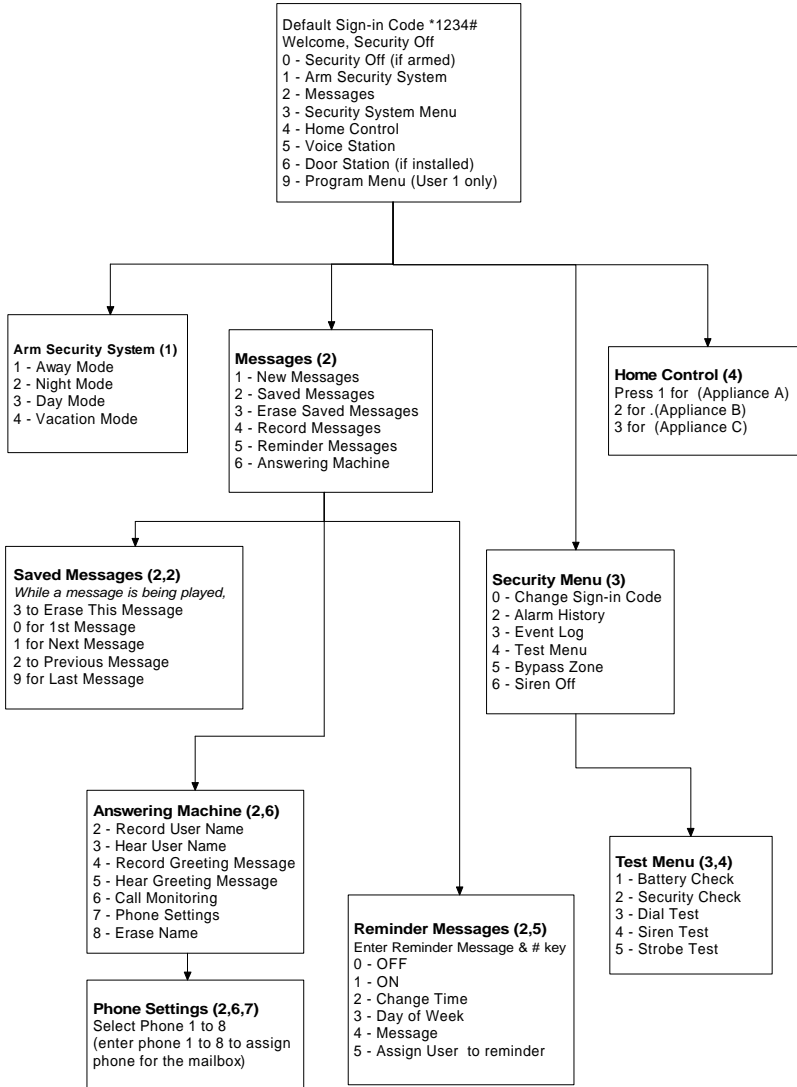 Default Sign-in Code *1234#
Welcome, Security Off
0 - Security Off (if armed)
1 - Arm Security System
2 - Messages
3 - Security System Menu
4 - Home Control
5 - Voice Station
6 - Door Station (if installed)
9 - Program Menu (User 1 only)
Arm Security System (1)
1 - Away Mode
2 - Night Mode
3 - Day Mode
4 - Vacation Mode
Messages (2)
1 - New Messages
2 - Saved Messages
3 - Erase Saved Messages
4 - Record Messages
5 - Reminder Messages
6 - Answering Machine
Home Control (4)
Press 1 for (Appliance A)
2 for .(Appliance B)
3 for (Appliance C)
Saved Messages (2,2)
While a message is being played,
3 to Erase This Message
0 for 1st Message
1 for Next Message
2 to Previous Message
9 for Last Message
Security Menu (3)
0 - Change Sign-in Code
2 - Alarm History
3 - Event Log
4 - Test Menu
5 - Bypass Zone
6 - Siren Off
Answering Machine (2,6)
2 - Record User Name
3 - Hear User Name
4 - Record Greeting Message
5 - Hear Greeting Message
6 - Call Monitoring
7 - Phone Settings
8 - Erase Name
Test Menu (3,4)
1 - Battery Check
2 - Security Check
3 - Dial Test
4 - Siren Test
5 - Strobe Test
Reminder Messages (2,5)
Enter Reminder Message & # key
0 - OFF
1 - ON
2 - Change Time
3 - Day of Week
4 - Message
5 - Assign User to reminder
Phone Settings (2,6,7)
Select Phone 1 to 8
(enter phone 1 to 8 to assign
phone for the mailbox)